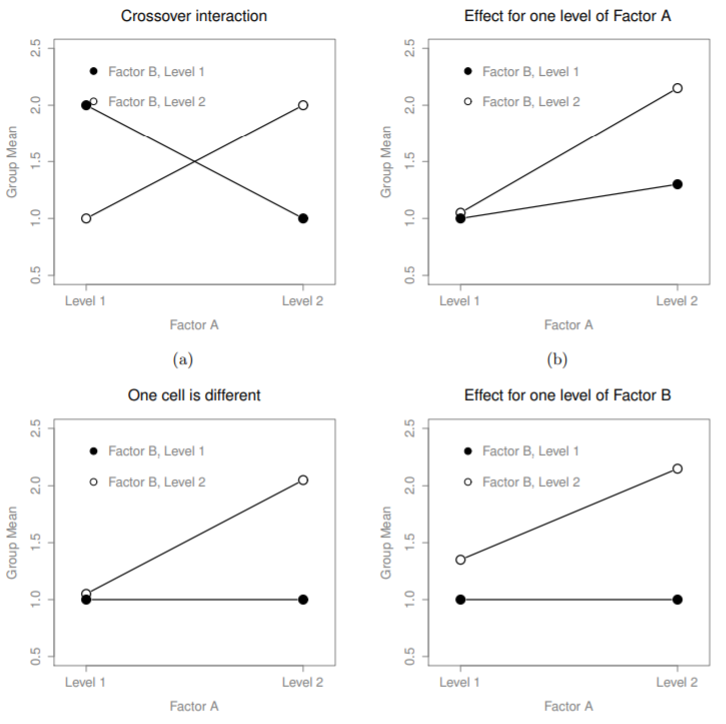 Crossover interaction
Group Mean
2.5
2.0
1.5
1.0
0.5
Factor B, Level 1
Factor B, Level 2
Level 1
Level 2
Factor A
(a)
Effect for one level of Factor A
Group Mean
2.5
2.0
1.5
1.0
0.5
Factor B, Level 1
Factor B, Level 2
Level 1
Level 2
Factor A
(b)
One cell is different
Group Mean
2.5
2.0
1.5
1.0
0.5
Factor B, Level 1
Factor B, Level 2
Level 1
Level 2
Factor A
Effect for one level of Factor B
Group Mean
2.5
2.0
1.5
1.0
0.5
Factor B, Level 1
Factor B, Level 2
Level 1
Level 2
Factor A